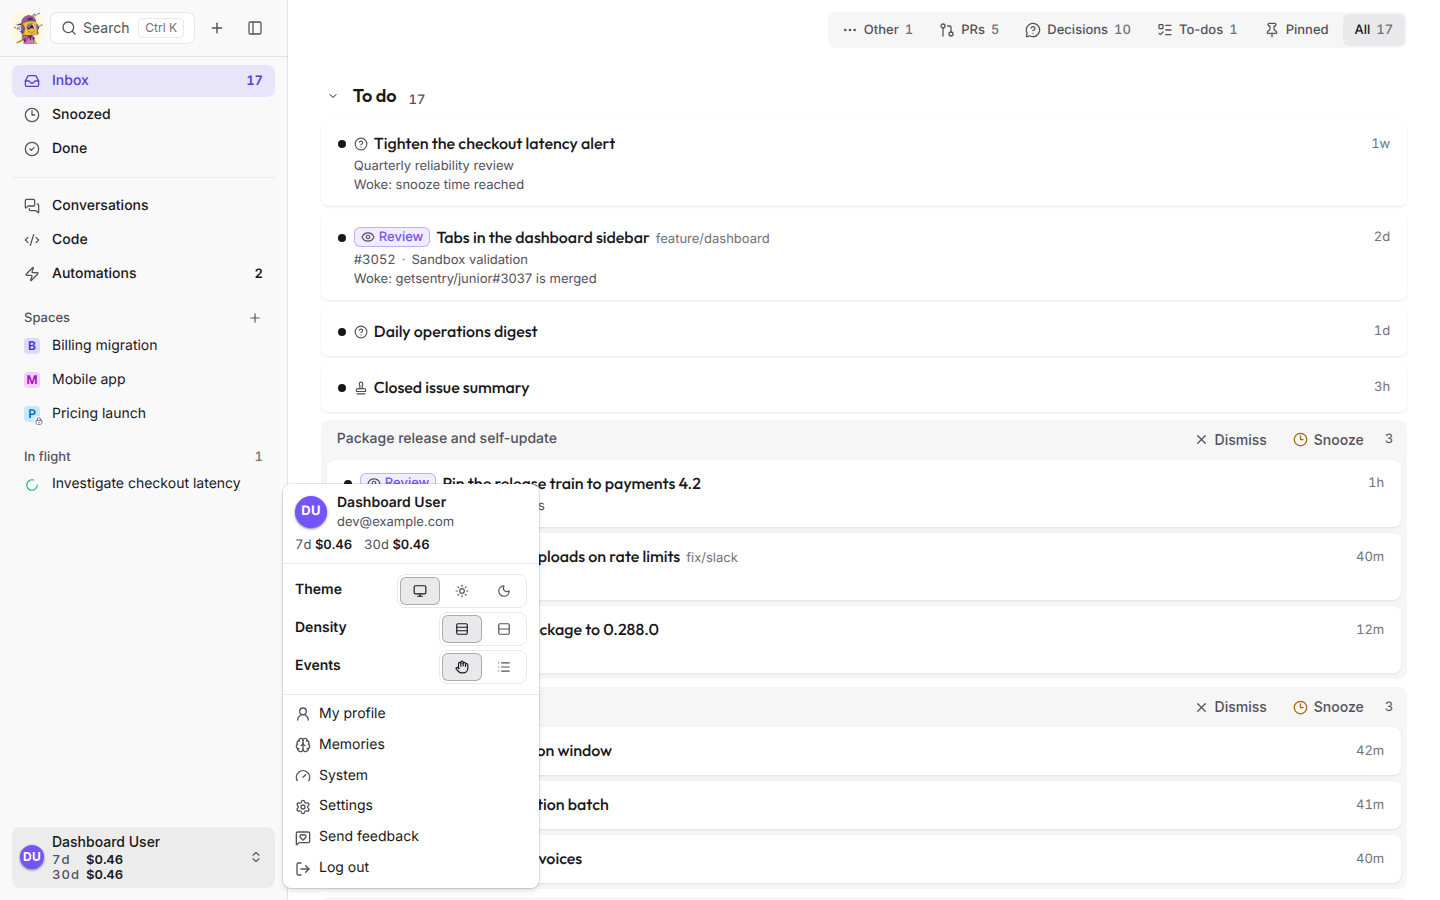 Search Ctrl K
Inbox 17
Snoozed
Done
Conversations
Code
Automations 2
Spaces
B Billing migration
M Mobile app
P Pricing launch
In flight 1
Investigate checkout latency
DU Dashboard User
7d $0.46
30d $0.46
Other 1 PRs 5 Decisions 10 To-dos 1 Pinned All 17
To do 17
Tighten the checkout latency alert 1w
Quarterly reliability review
Woke: snooze time reached
Review Tabs in the dashboard sidebar feature/dashboard 2d
#3052 · Sandbox validation
Woke: getsentry/junior#3037 is merged
Daily operations digest 1d
Closed issue summary 3h
Package release and self-update Dismiss Snooze 3
Review Pin the release train to payments 4.2 1h
s
ploads on rate limits fix/slack 40m
ckage to 0.288.0 12m
Dismiss Snooze 3
on window 42m
tion batch 41m
voices 40m
DU Dashboard User
dev@example.com
7d $0.46 30d $0.46
Theme
Density
Events
My profile
Memories
System
Settings
Send feedback
Log out